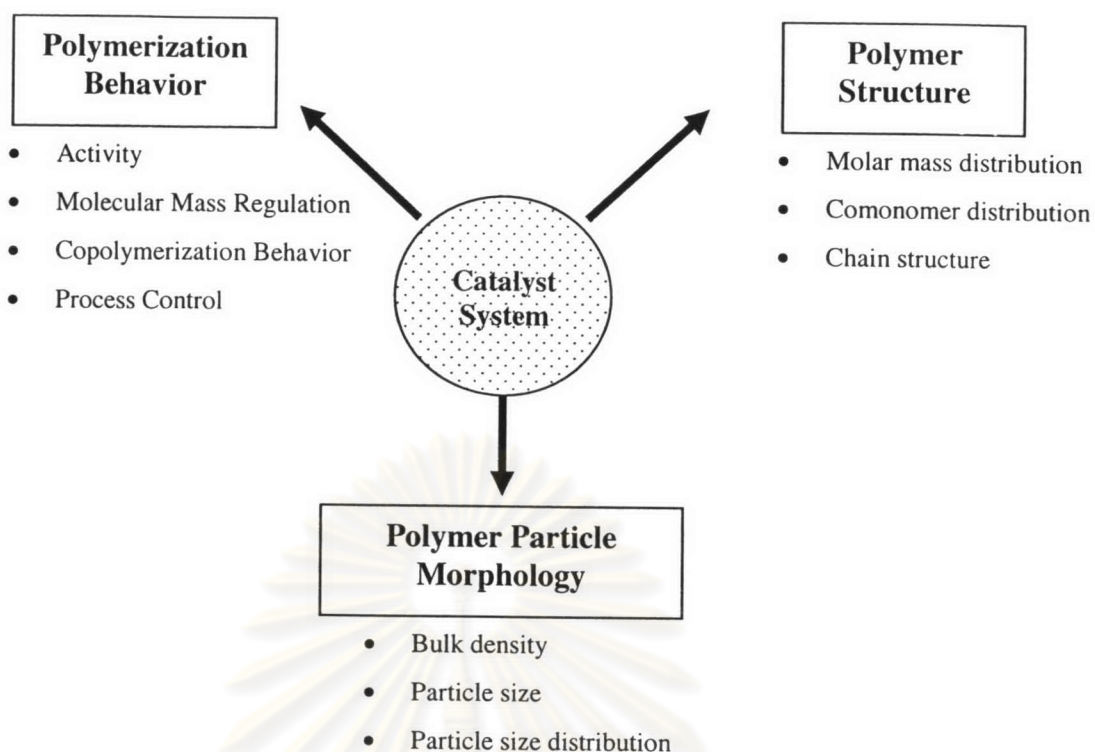 Polymerization
Behavior
• Activity
• Molecular Mass Regulation
• Copolymerization Behavior
• Process Control
Polymer
Structure
• Molar mass distribution
• Comonomer distribution
• Chain structure
Catalyst
System
Polymer Particle
Morphology
• Bulk density
• Particle size
• Particle size distribution